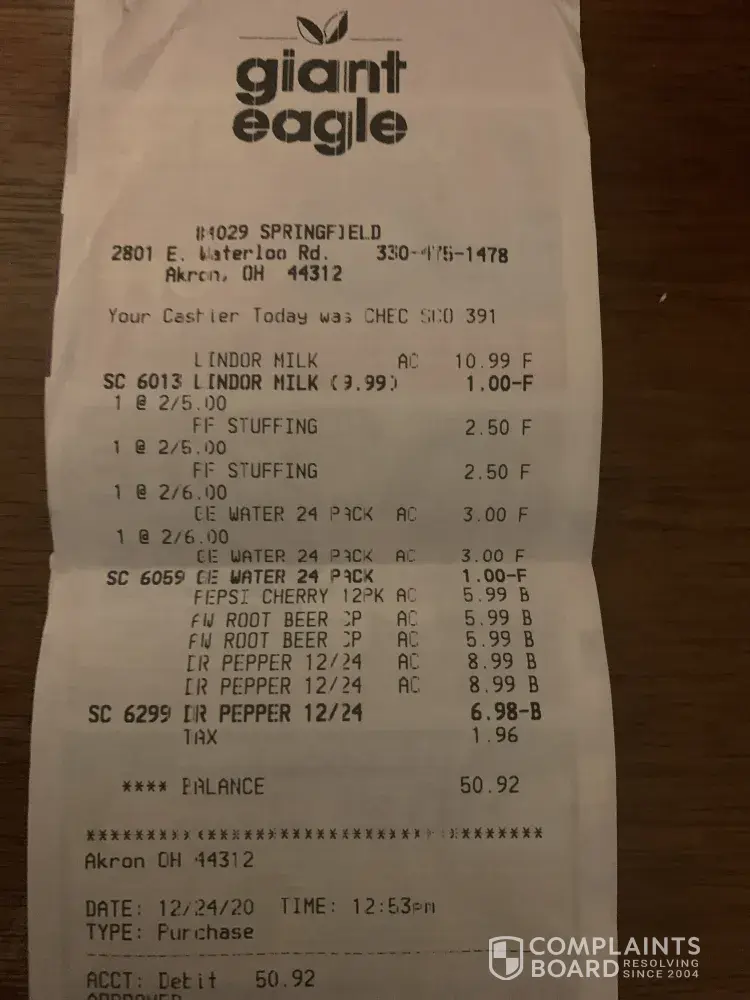 giant
eagle
#4029 SPRINGFIELD
2801 E. Waterloo Rd. 330-475-1478
Akron, OH 44312
Your Cashier Today was CHEC SCO 391
LINDOR MILK AC 10.99 F
SC 6013 LINDOR MILK (9.99) 1.00-F
1 @ 2/5.00
FF STUFFING 2.50 F
1 @ 2/5.00
FF STUFFING 2.50 F
1 @ 2/6.00
GE WATER 24 PACK AC 3.00 F
1 @ 2/6.00
GE WATER 24 PACK AC 3.00 F
SC 6059 GE WATER 24 PACK 1.00-F
PEPSI CHERRY 12PK AC 5.99 B
AW ROOT BEER CP AC 5.99 B
AW ROOT BEER CP AC 5.99 B
DR PEPPER 12/24 AC 8.99 B
DR PEPPER 12/24 AC 8.99 B
SC 6299 DR PEPPER 12/24 6.98-B
TAX 1.96
**** BALANCE 50.92
Akron OH 44312
DATE: 12/24/20 TIME: 12:53pm
TYPE: Purchase
ACCT: Debit 50.92
APPROVED
COMPLAINTS
BOARD RESOLVING
SINCE 2004